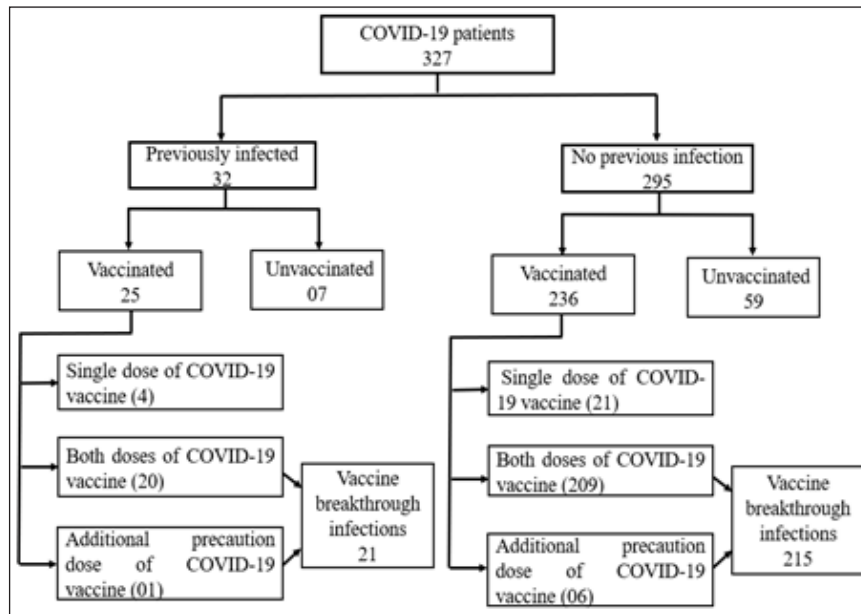 COVID-19 patients
327
Previously infected
32
No previous infection
295
Vaccinated
25
Unvaccinated
07
Vaccinated
236
Unvaccinated
59
Single dose of COVID-19
vaccine (4)
Both doses of COVID-19
vaccine (20)
Additional precaution
dose of COVID-19
vaccine (01)
Vaccine
breakthrough
infections
21
Single dose of COVID-
19 vaccine (21)
Both doses of COVID-19
vaccine (209)
Additional precaution
dose of COVID-19
vaccine (06)
Vaccine
breakthrough
infections
215